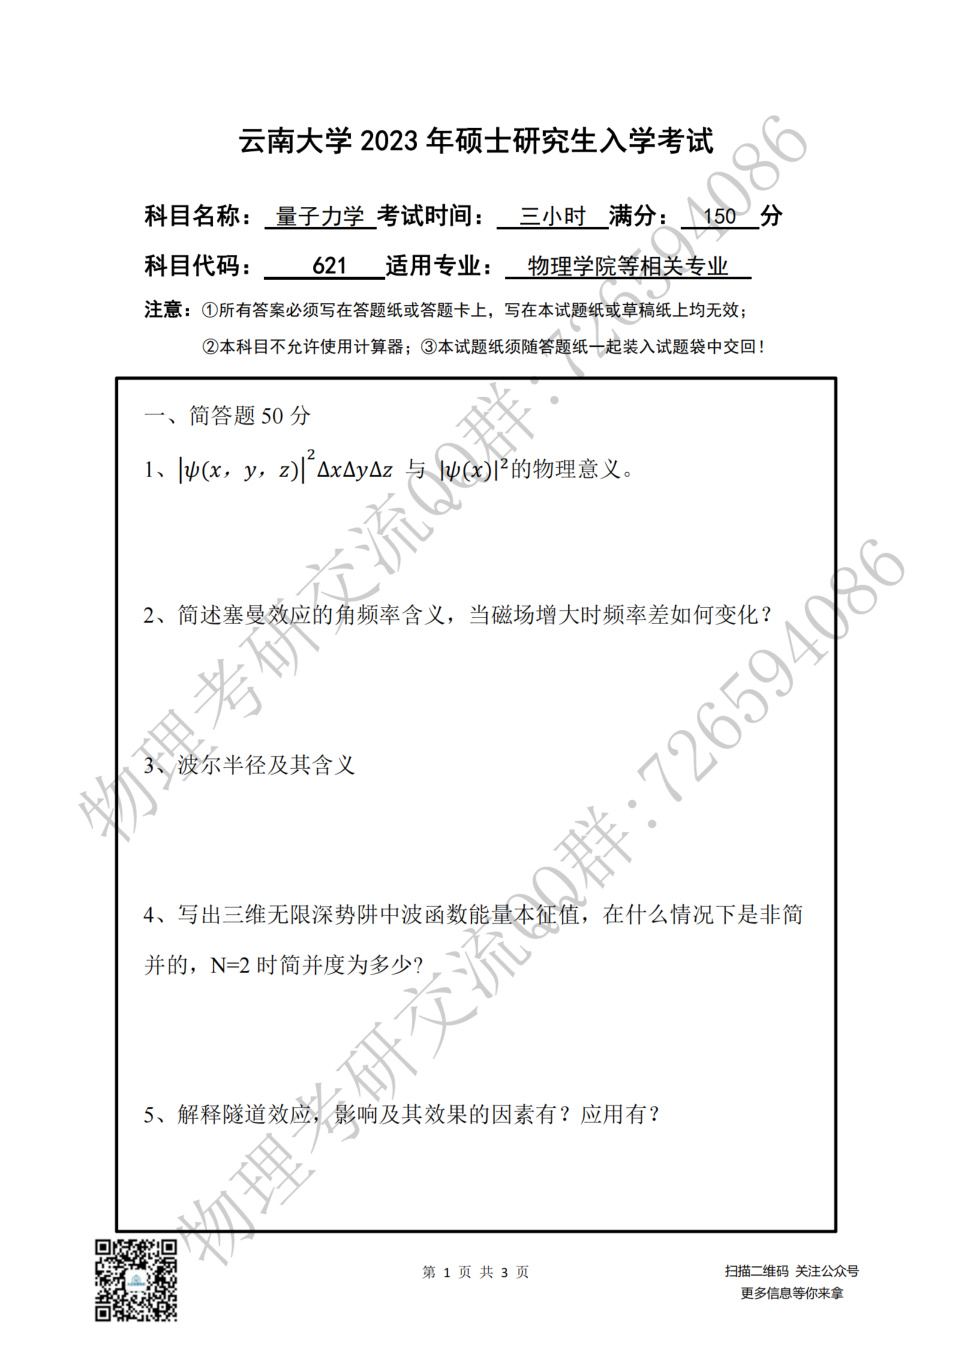 云南大学 2023 年硕士研究生入学考试
科目名称： 量子力学 考试时间： 三小时 满分： 150 分
科目代码： 621 适用专业： 物理学院等相关专业
注意：①所有答案必须写在答题纸或答题卡上，写在本试题纸或草稿纸上均无效；
②本科目不允许使用计算器；③本试题纸须随答题纸一起装入试题袋中交回！
一、简答题 50 分
1、|ψ(x，y，z)|²ΔxΔyΔz 与 |ψ(x)|²的物理意义。
2、简述塞曼效应的角频率含义，当磁场增大时频率差如何变化？
3、波尔半径及其含义
4、写出三维无限深势阱中波函数能量本征值，在什么情况下是非简
并的，N=2 时简并度为多少?
5、解释隧道效应，影响及其效果的因素有？应用有？
物理考研交流QQ群:726594086
物理考研交流QQ群:726594086
第 1 页 共 3 页
扫描二维码 关注公众号
更多信息等你来拿